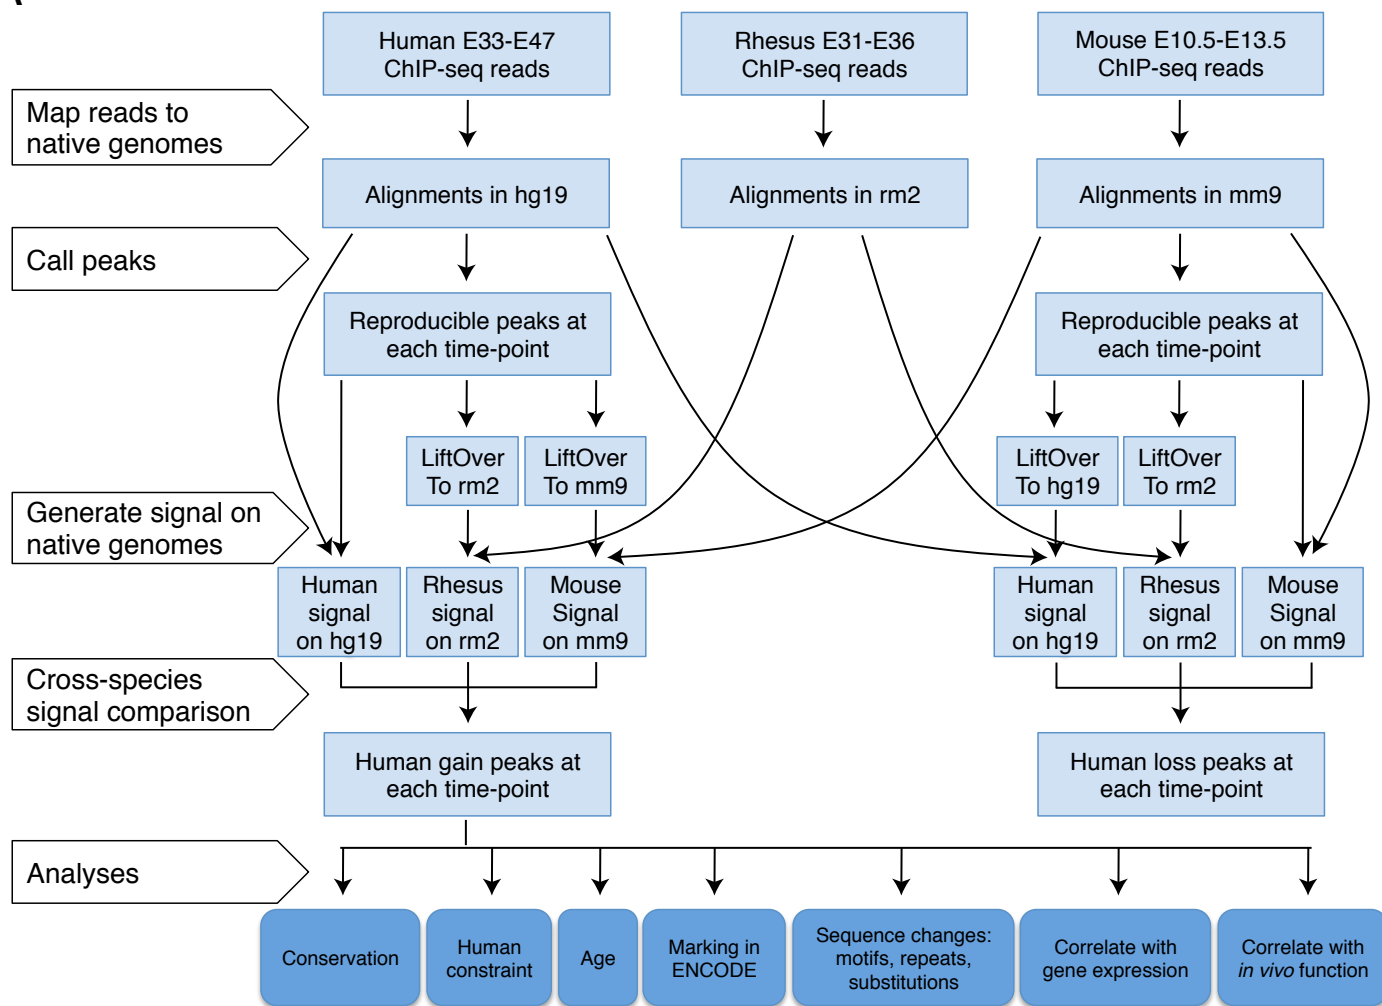 Human E33-E47
ChIP-seq reads
Rhesus E31-E36
ChIP-seq reads
Mouse E10.5-E13.5
ChIP-seq reads
Map reads to
native genomes
Alignments in hg19
Alignments in rm2
Alignments in mm9
Call peaks
Reproducible peaks at
each time-point
Reproducible peaks at
each time-point
LiftOver
To rm2
LiftOver
To mm9
LiftOver
To hg19
LiftOver
To rm2
Generate signal on
native genomes
Human
signal
on hg19
Rhesus
signal
on rm2
Mouse
Signal
on mm9
Human
signal
on hg19
Rhesus
signal
on rm2
Mouse
Signal
on mm9
Cross-species
signal comparison
Human gain peaks at
each time-point
Human loss peaks at
each time-point
Analyses
Conservation
Human
constraint
Age
Marking in
ENCODE
Sequence changes:
motifs, repeats,
substitutions
Correlate with
gene expression
Correlate with
in vivo function